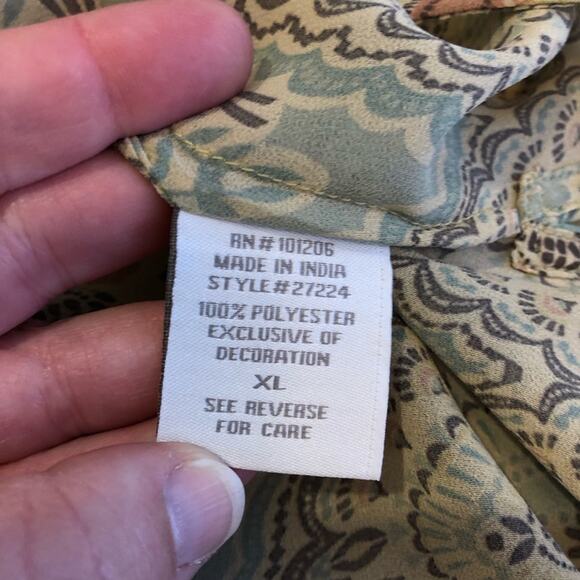 RN#101206
MADE IN INDIA
STYLE#27224
100% POLYESTER
EXCLUSIVE OF
DECORATION
XL
SEE REVERSE
FOR CARE